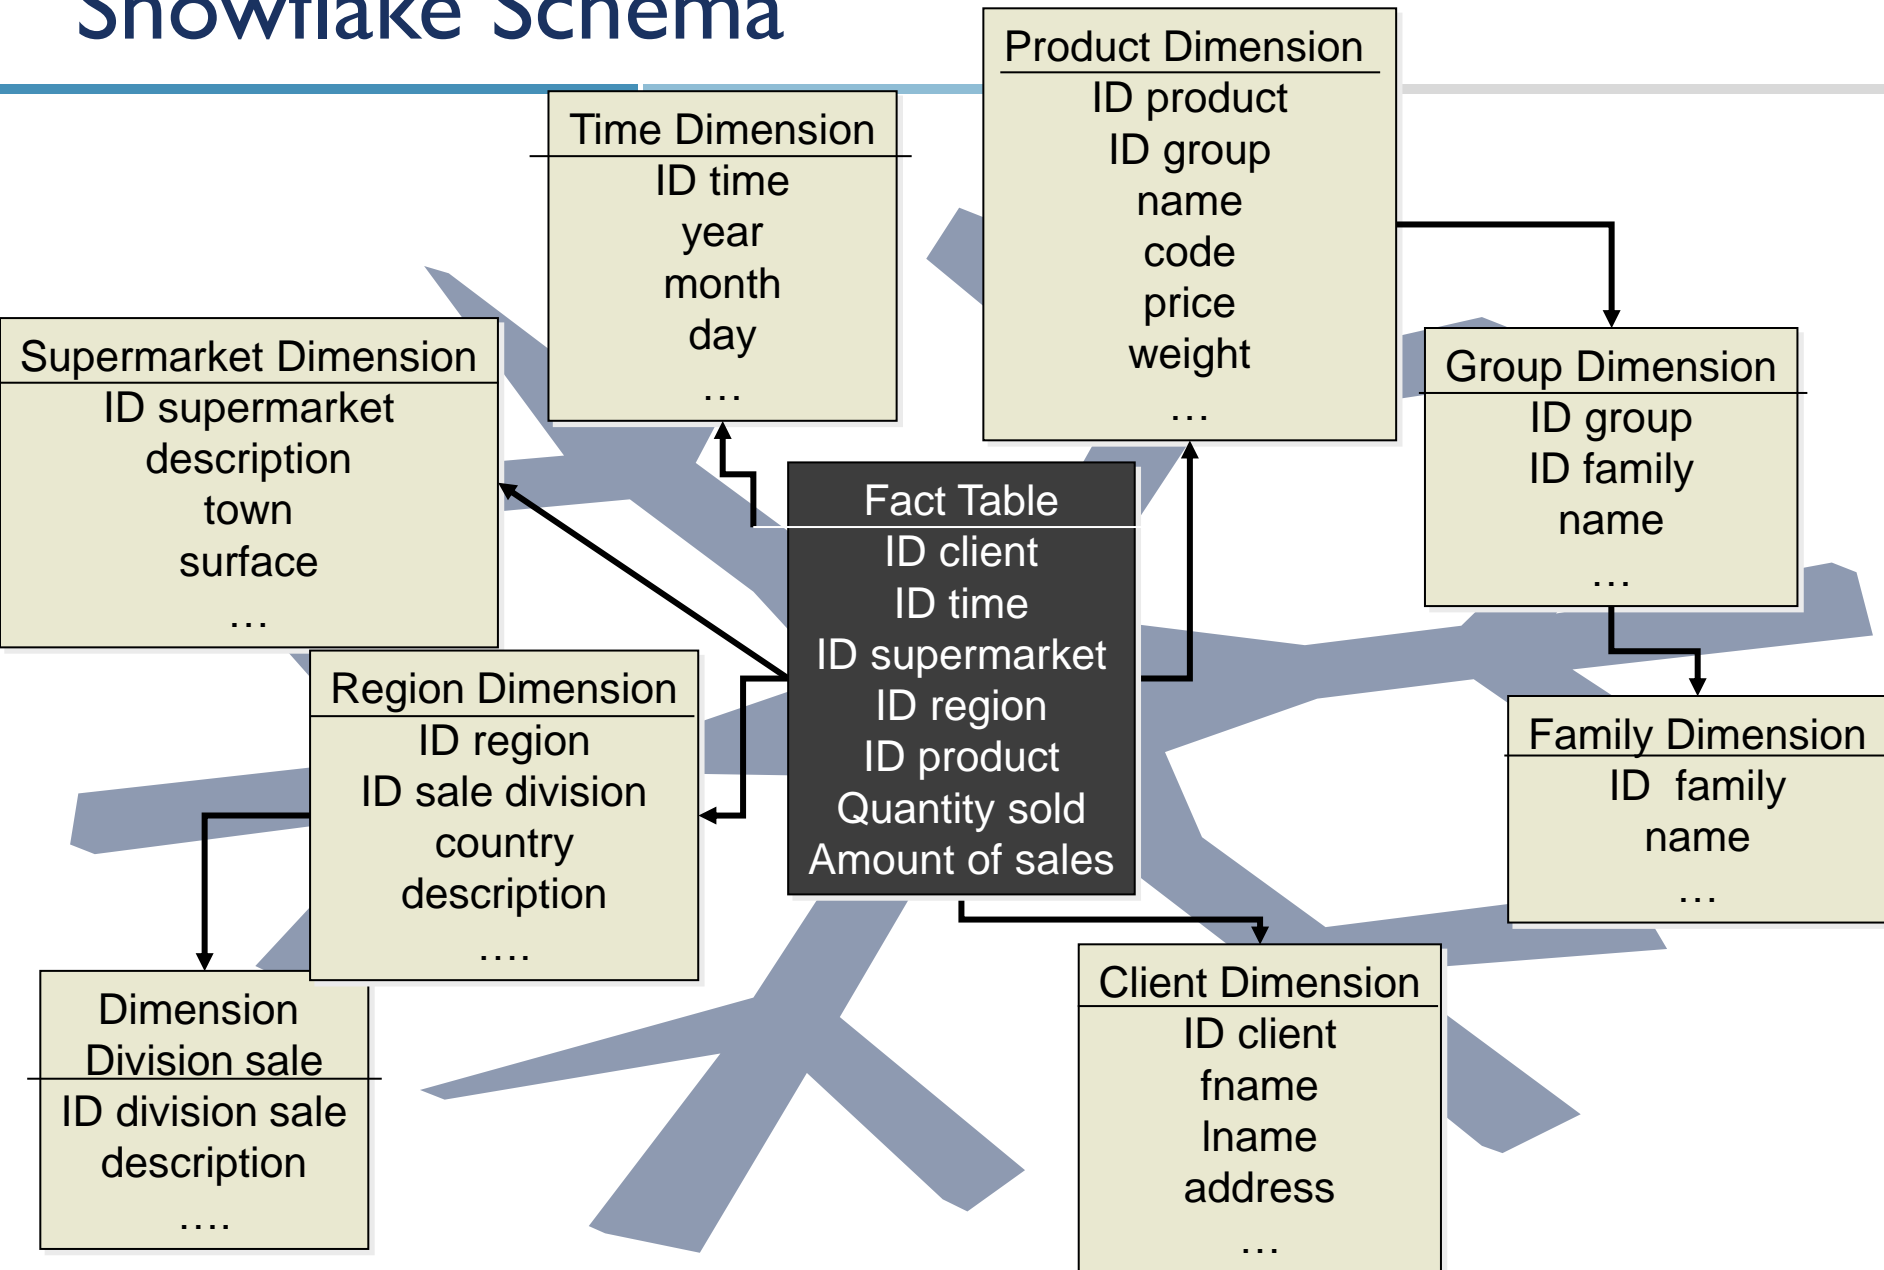 Snowflake Schema
Time Dimension
ID time
year
month
day
…
Product Dimension
ID product
ID group
name
code
price
weight
…
Supermarket Dimension
ID supermarket
description
town
surface
…
Group Dimension
ID group
ID family
name
…
Fact Table
ID client
ID time
ID supermarket
ID region
ID product
Quantity sold
Amount of sales
Region Dimension
ID region
ID sale division
country
description
….
Family Dimension
ID family
name
…
Dimension
Division sale
ID division sale
description
….
Client Dimension
ID client
fname
lname
address
…